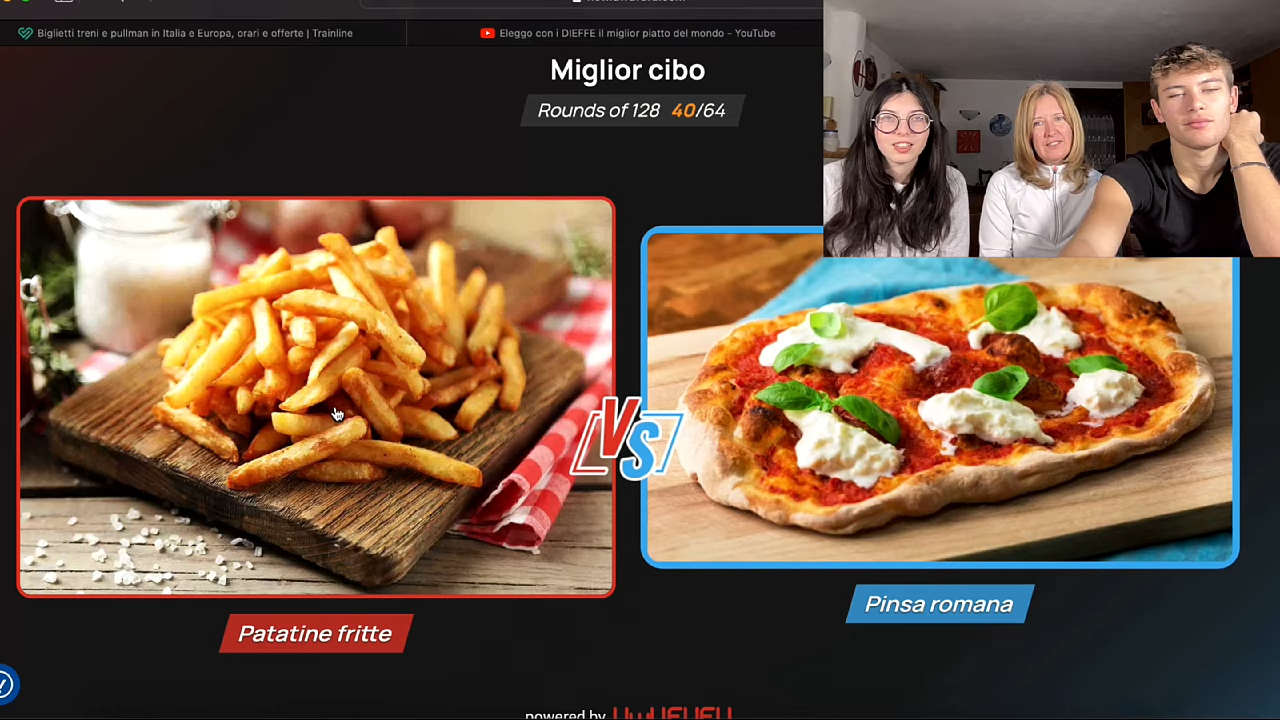 Biglietti treni e pullman in Italia e Europa, orari e offerte | Trainline
Eleggo con i DIEFFE il miglior piatto del mondo - YouTube
Miglior cibo
Rounds of 128 40/64
VS
Pinsa romana
Patatine fritte
powered by